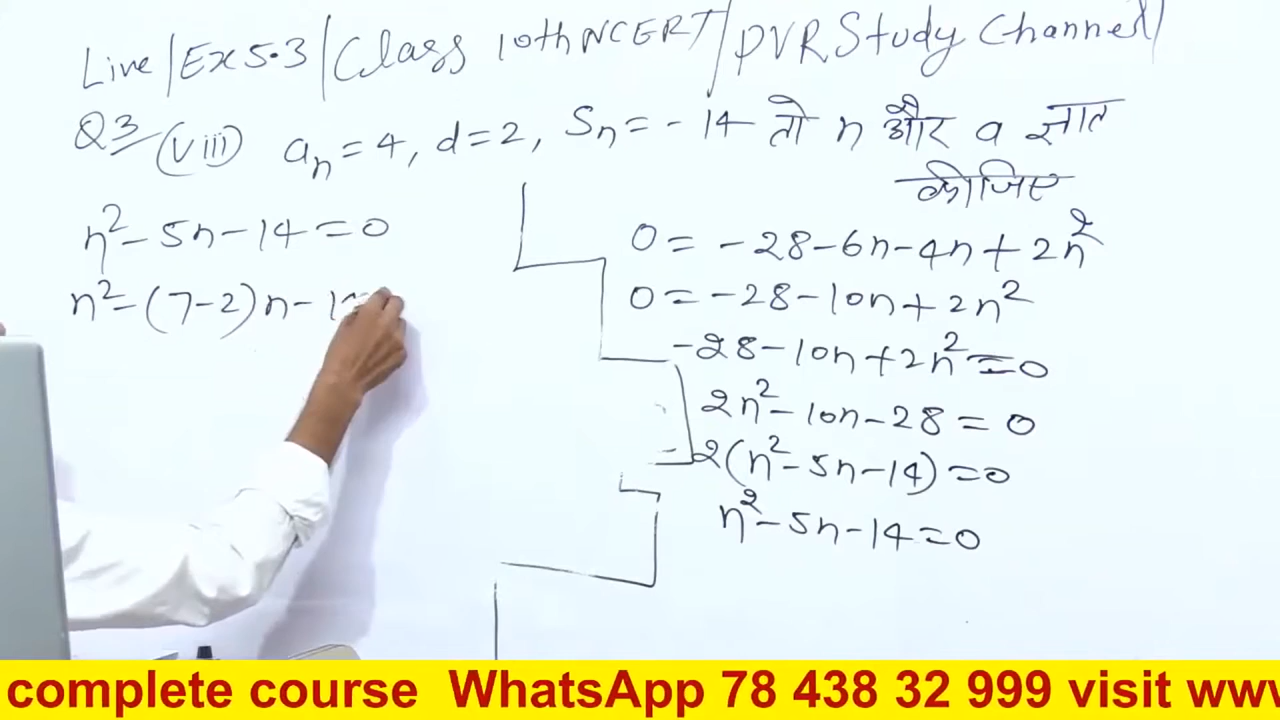 Live/Ex5.3/Class 10th NCERT/PVR Study Channel/
Q3 (viii) aₙ = 4, d = 2, Sₙ = - 14 तो n और a ज्ञात
कीजिए
n² - 5n - 14 = 0
n² - (7 - 2)n -
0 = - 28 - 6n - 4n + 2n²
0 = - 28 - 10n + 2n²
- 28 - 10n + 2n² = 0
2n² - 10n - 28 = 0
2(n² - 5n - 14) = 0
n² - 5n - 14 = 0
complete course WhatsApp 78 438 32 999 visit